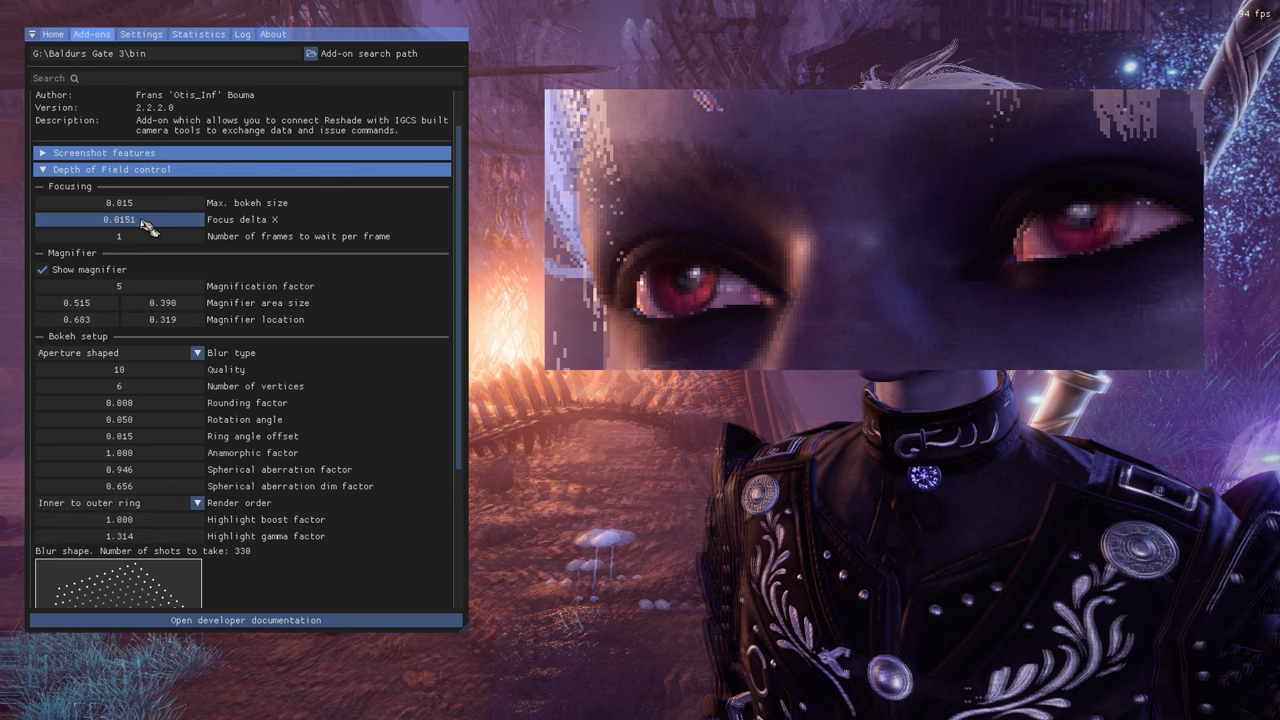 94 fps
Home Add-ons Settings Statistics Log About
G:\Baldurs Gate 3\bin Add-on search path
Search
Author: Frans 'Otis_Inf' Bouma
Version: 2.2.2.0
Description: Add-on which allows you to connect Reshade with IGCS built
camera tools to exchange data and issue commands.
Screenshot features
Depth of Field control
Focusing
0.015 Max. bokeh size
0.0151 Focus delta X
1 Number of frames to wait per frame
Magnifier
Show magnifier
5 Magnification factor
0.515 0.390 Magnifier area size
0.683 0.319 Magnifier location
Bokeh setup
Aperture shaped Blur type
10 Quality
6 Number of vertices
0.000 Rounding factor
0.050 Rotation angle
0.015 Ring angle offset
1.000 Anamorphic factor
0.946 Spherical aberration factor
0.656 Spherical aberration dim factor
Inner to outer ring Render order
1.000 Highlight boost factor
1.314 Highlight gamma factor
Blur shape. Number of shots to take: 330
Open developer documentation